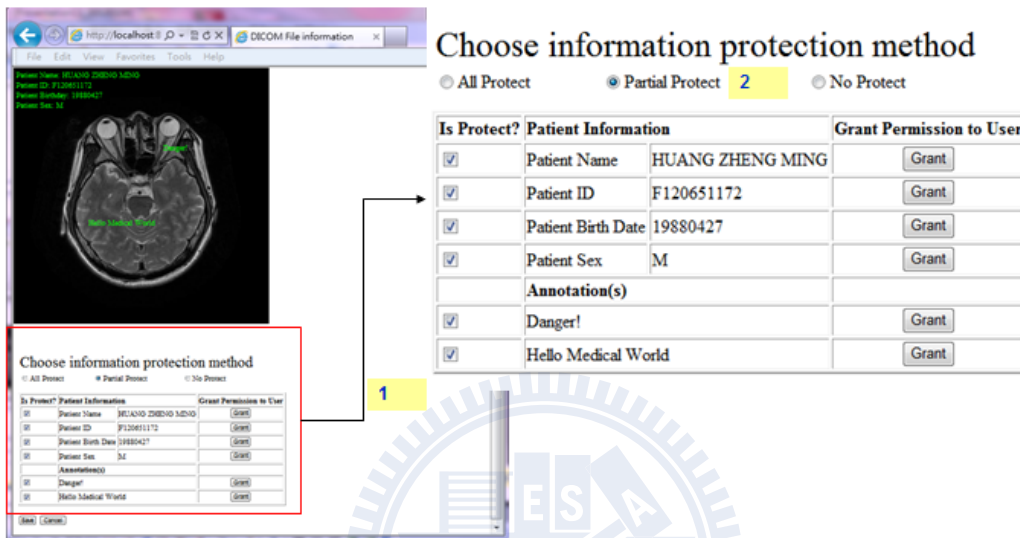 http://localhost:8
DICOM File information
File Edit View Favorites Tools Help
Patient Name: HUANG ZHENG MING
Patient ID: F120651172
Patient Birthday: 19880427
Patient Sex: M
Danger!
Hello Medical World
Choose information protection method
All Protect Partial Protect No Protect
Is Protect? Patient Information Grant Permission to User
Patient Name HUANG ZHENG MING Grant
Patient ID F120651172 Grant
Patient Birth Date 19880427 Grant
Patient Sex M Grant
Annotation(s)
Danger! Grant
Hello Medical World Grant
Save Cancel
1
Choose information protection method
All Protect Partial Protect 2 No Protect
Is Protect? Patient Information Grant Permission to User
Patient Name HUANG ZHENG MING Grant
Patient ID F120651172 Grant
Patient Birth Date 19880427 Grant
Patient Sex M Grant
Annotation(s)
Danger! Grant
Hello Medical World Grant
ES
A